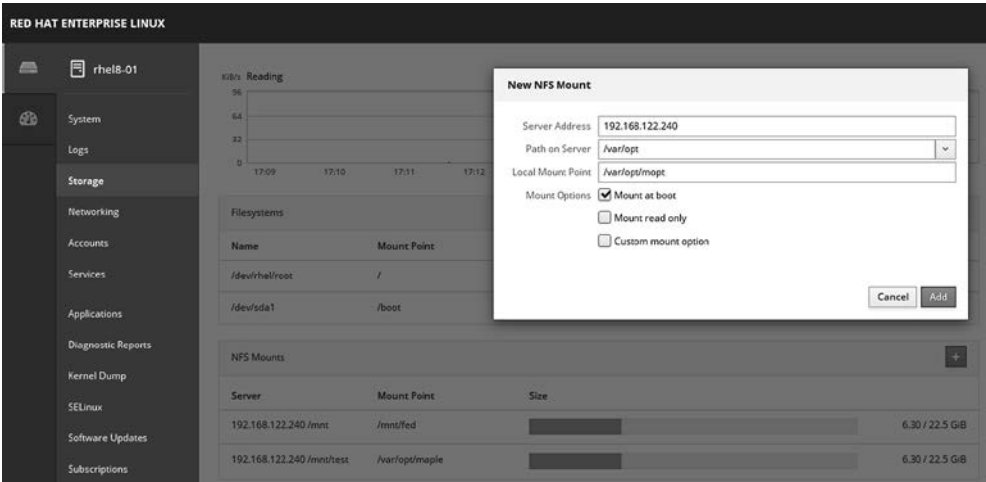 RED HAT ENTERPRISE LINUX
rhel8-01
System
Logs
Storage
Networking
Accounts
Services
Applications
Diagnostic Reports
Kernel Dump
SELinux
Software Updates
Subscriptions
KiB/s Reading
96
64
32
0
17:09 17:10 17:11 17:12
Filesystems
Name Mount Point
/dev/rhel/root /
/dev/sda1 /boot
New NFS Mount
Server Address 192.168.122.240
Path on Server /var/opt
Local Mount Point /var/opt/mopt
Mount Options Mount at boot
Mount read only
Custom mount option
Cancel Add
NFS Mounts +
Server Mount Point Size
192.168.122.240 /mnt /mnt/fed 6.30 / 22.5 GiB
192.168.122.240 /mnt/test /var/opt/maple 6.30 / 22.5 GiB